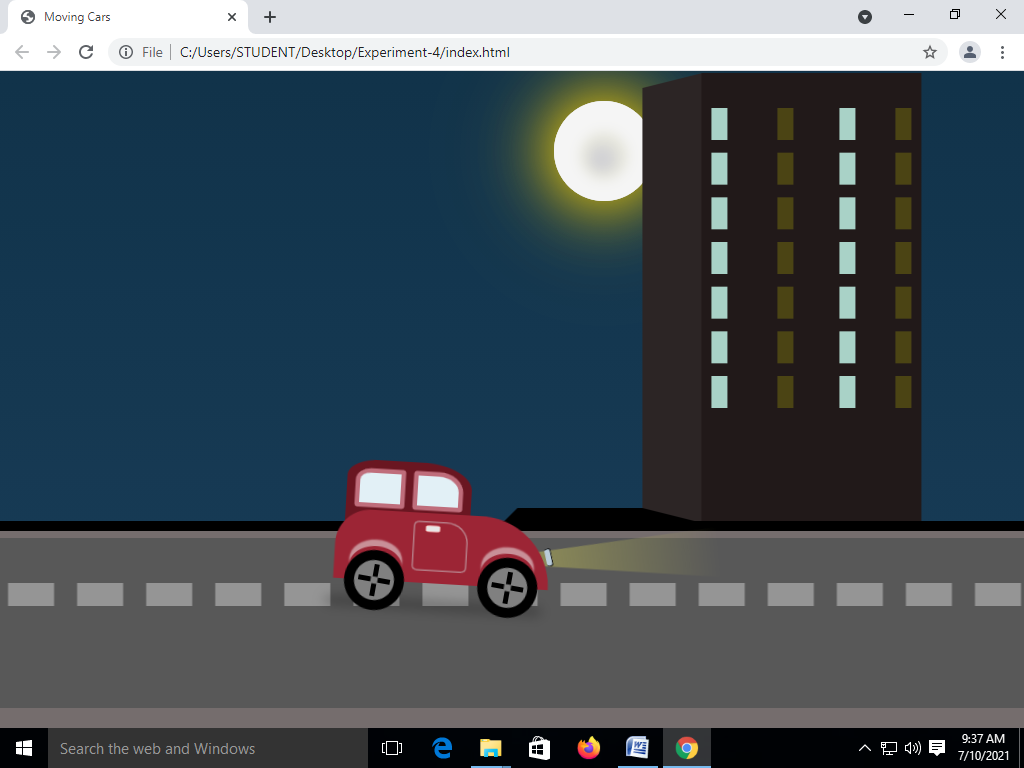 Moving Cars
File
C:/Users/STUDENT/Desktop/Experiment-4/index.html
Search the web and Windows
9:37 AM
7/10/2021